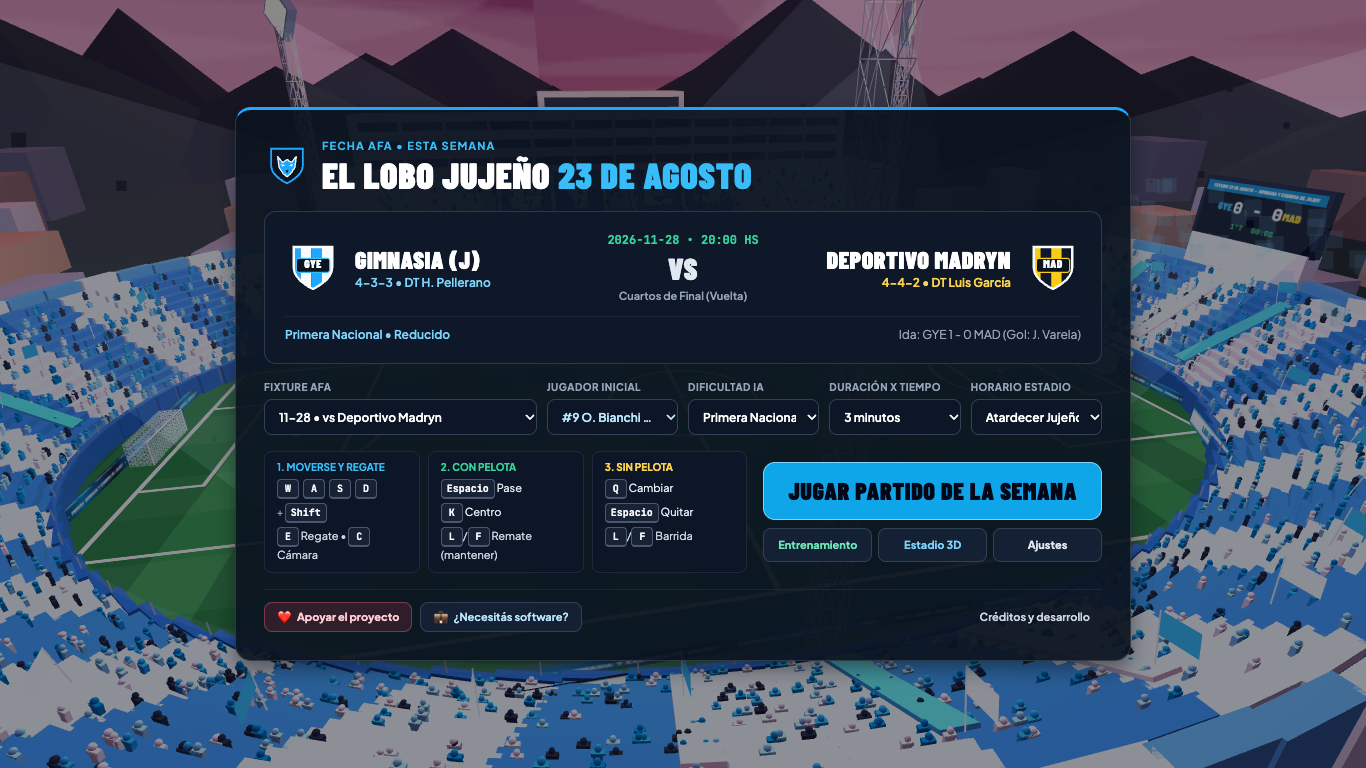 FECHA AFA • ESTA SEMANA
EL LOBO JUJEÑO 23 DE AGOSTO
2026-11-28 • 20:00 HS
GYE
GIMNASIA (J)
4-3-3 • DT H. Pellerano
VS
Cuartos de Final (Vuelta)
DEPORTIVO MADRYN
4-4-2 • DT Luis García
MAD
Primera Nacional • Reducido
Ida: GYE 1 - 0 MAD (Gol: J. Varela)
GYE 0 - 0 MAD
1°T 00:00
FIXTURE AFA
JUGADOR INICIAL
DIFICULTAD IA
DURACIÓN X TIEMPO
HORARIO ESTADIO
11-28 • vs Deportivo Madryn
#9 O. Bianchi ...
Primera Naciona
3 minutos
Atardecer Jujeñ
1. MOVERSE Y REGATE
W A S D
+ Shift
E Regate • C
Cámara
2. CON PELOTA
Espacio Pase
K Centro
L / F Remate
(mantener)
3. SIN PELOTA
Q Cambiar
Espacio Quitar
L / F Barrida
JUGAR PARTIDO DE LA SEMANA
Entrenamiento
Estadio 3D
Ajustes
❤️ Apoyar el proyecto
💼 ¿Necesitás software?
Créditos y desarrollo